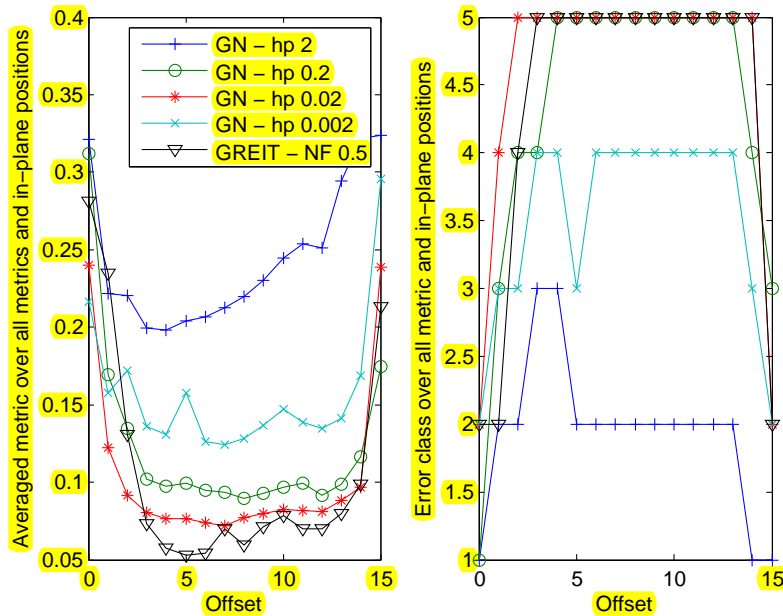 0.4
0.35
0.3
0.25
0.2
0.15
0.1
0.05
0
5
10
15
Averaged metric over all metrics and in-plane positions
Offset
GN - hp 2
GN - hp 0.2
GN - hp 0.02
GN - hp 0.002
GREIT - NF 0.5
5
4.5
4
3.5
3
2.5
2
1.5
1
0
5
10
15
Error class over all metric and in-plane positions
Offset